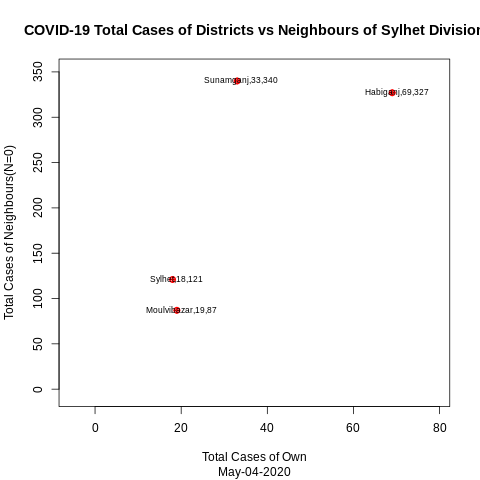 COVID-19 Total Cases of Districts vs Neighbours of Sylhet Division
350
300
250
200
150
100
50
0
Total Cases of Neighbours(N=0)
Sunamganj,33,340
Habiganj,69,327
Sylhet,18,121
Moulvibazar,19,87
0 20 40 60 80
Total Cases of Own
May-04-2020